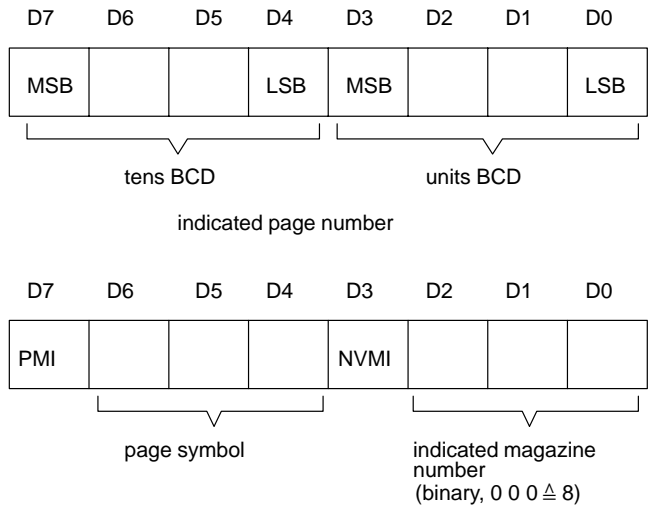 D7 D6 D5 D4 D3 D2 D1 D0
MSB LSB MSB LSB
tens BCD units BCD
indicated page number
D7 D6 D5 D4 D3 D2 D1 D0
PMI NVMI
page symbol indicated magazine
number
(binary, 0 0 0 ≙ 8)